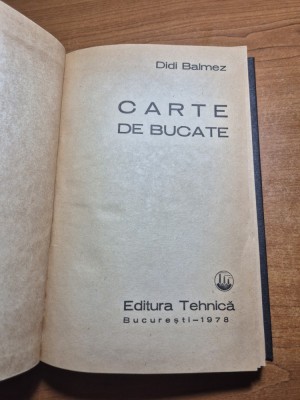 Didi Balmez
CARTE
DE BUCATE
Editura Tehnică
București-1978